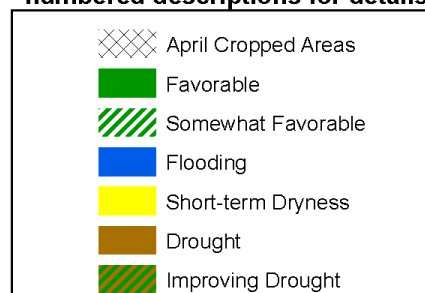 numbered descriptions for details
April Cropped Areas
Favorable
Somewhat Favorable
Flooding
Short-term Dryness
Drought
Improving Drought